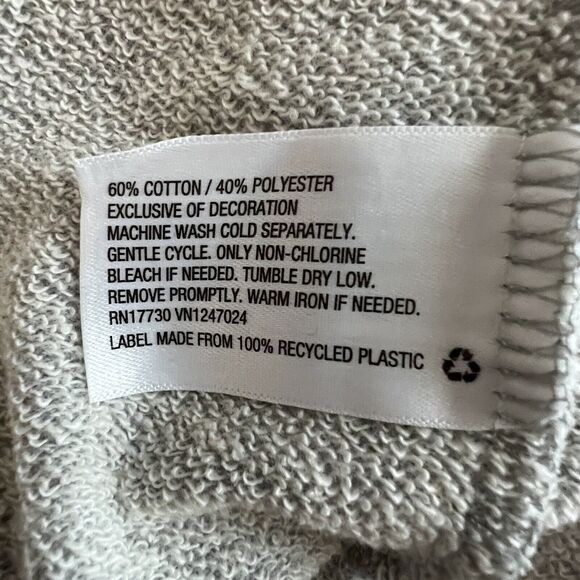 60% COTTON / 40% POLYESTER
EXCLUSIVE OF DECORATION
MACHINE WASH COLD SEPARATELY.
GENTLE CYCLE. ONLY NON-CHLORINE
BLEACH IF NEEDED. TUMBLE DRY LOW.
REMOVE PROMPTLY. WARM IRON IF NEEDED.
RN17730 VN1247024
LABEL MADE FROM 100% RECYCLED PLASTIC